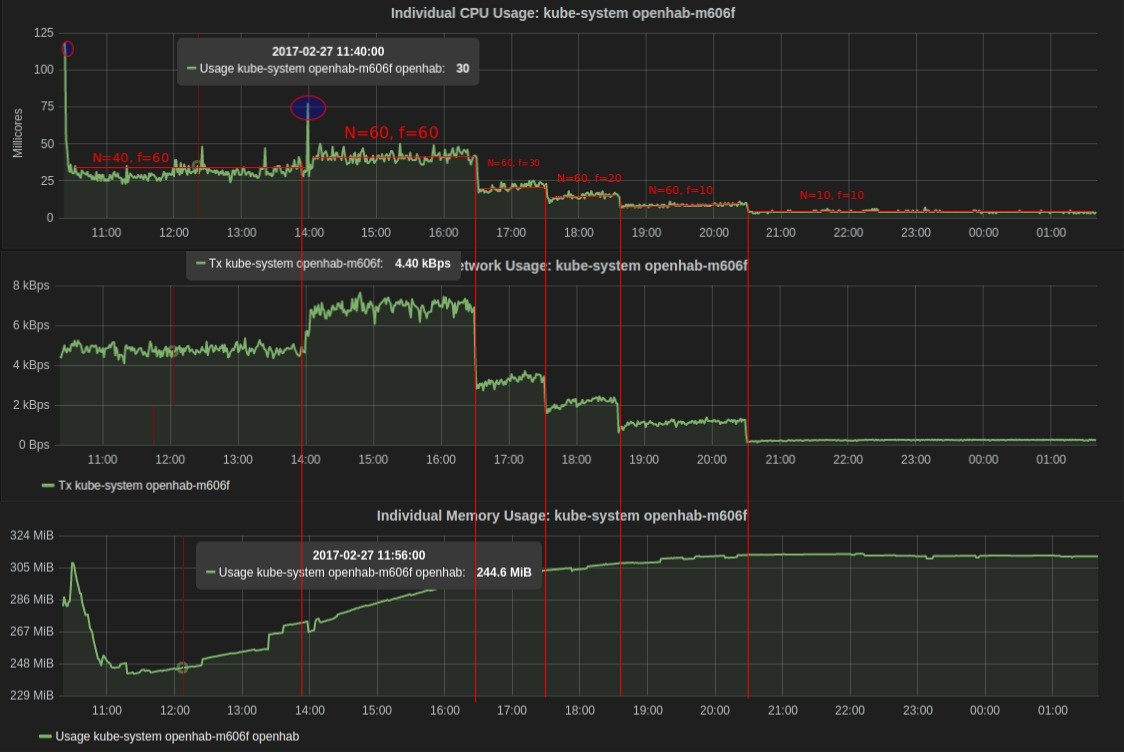 Individual CPU Usage: kube-system openhab-m606f
125
100
75
50
25
0
Millicores
2017-02-27 11:40:00
Usage kube-system openhab-m606f openhab: 30
N=40, f=60
N=60, f=60
N=60, f=30
N=60, f=20
N=60, f=10
N=10, f=10
11:00 12:00 13:00 14:00 15:00 16:00 17:00 18:00 19:00 20:00 21:00 22:00 23:00 00:00 01:00
Tx kube-system openhab-m606f: 4.40 kBps
etwork Usage: kube-system openhab-m606f
8 kBps
6 kBps
4 kBps
2 kBps
0 Bps
11:00 12:00 13:00 14:00 15:00 16:00 17:00 18:00 19:00 20:00 21:00 22:00 23:00 00:00 01:00
Tx kube-system openhab-m606f
Individual Memory Usage: kube-system openhab-m606f
324 MiB
305 MiB
286 MiB
267 MiB
248 MiB
229 MiB
2017-02-27 11:56:00
Usage kube-system openhab-m606f openhab: 244.6 MiB
11:00 12:00 13:00 14:00 15:00 16:00 17:00 18:00 19:00 20:00 21:00 22:00 23:00 00:00 01:00
Usage kube-system openhab-m606f openhab